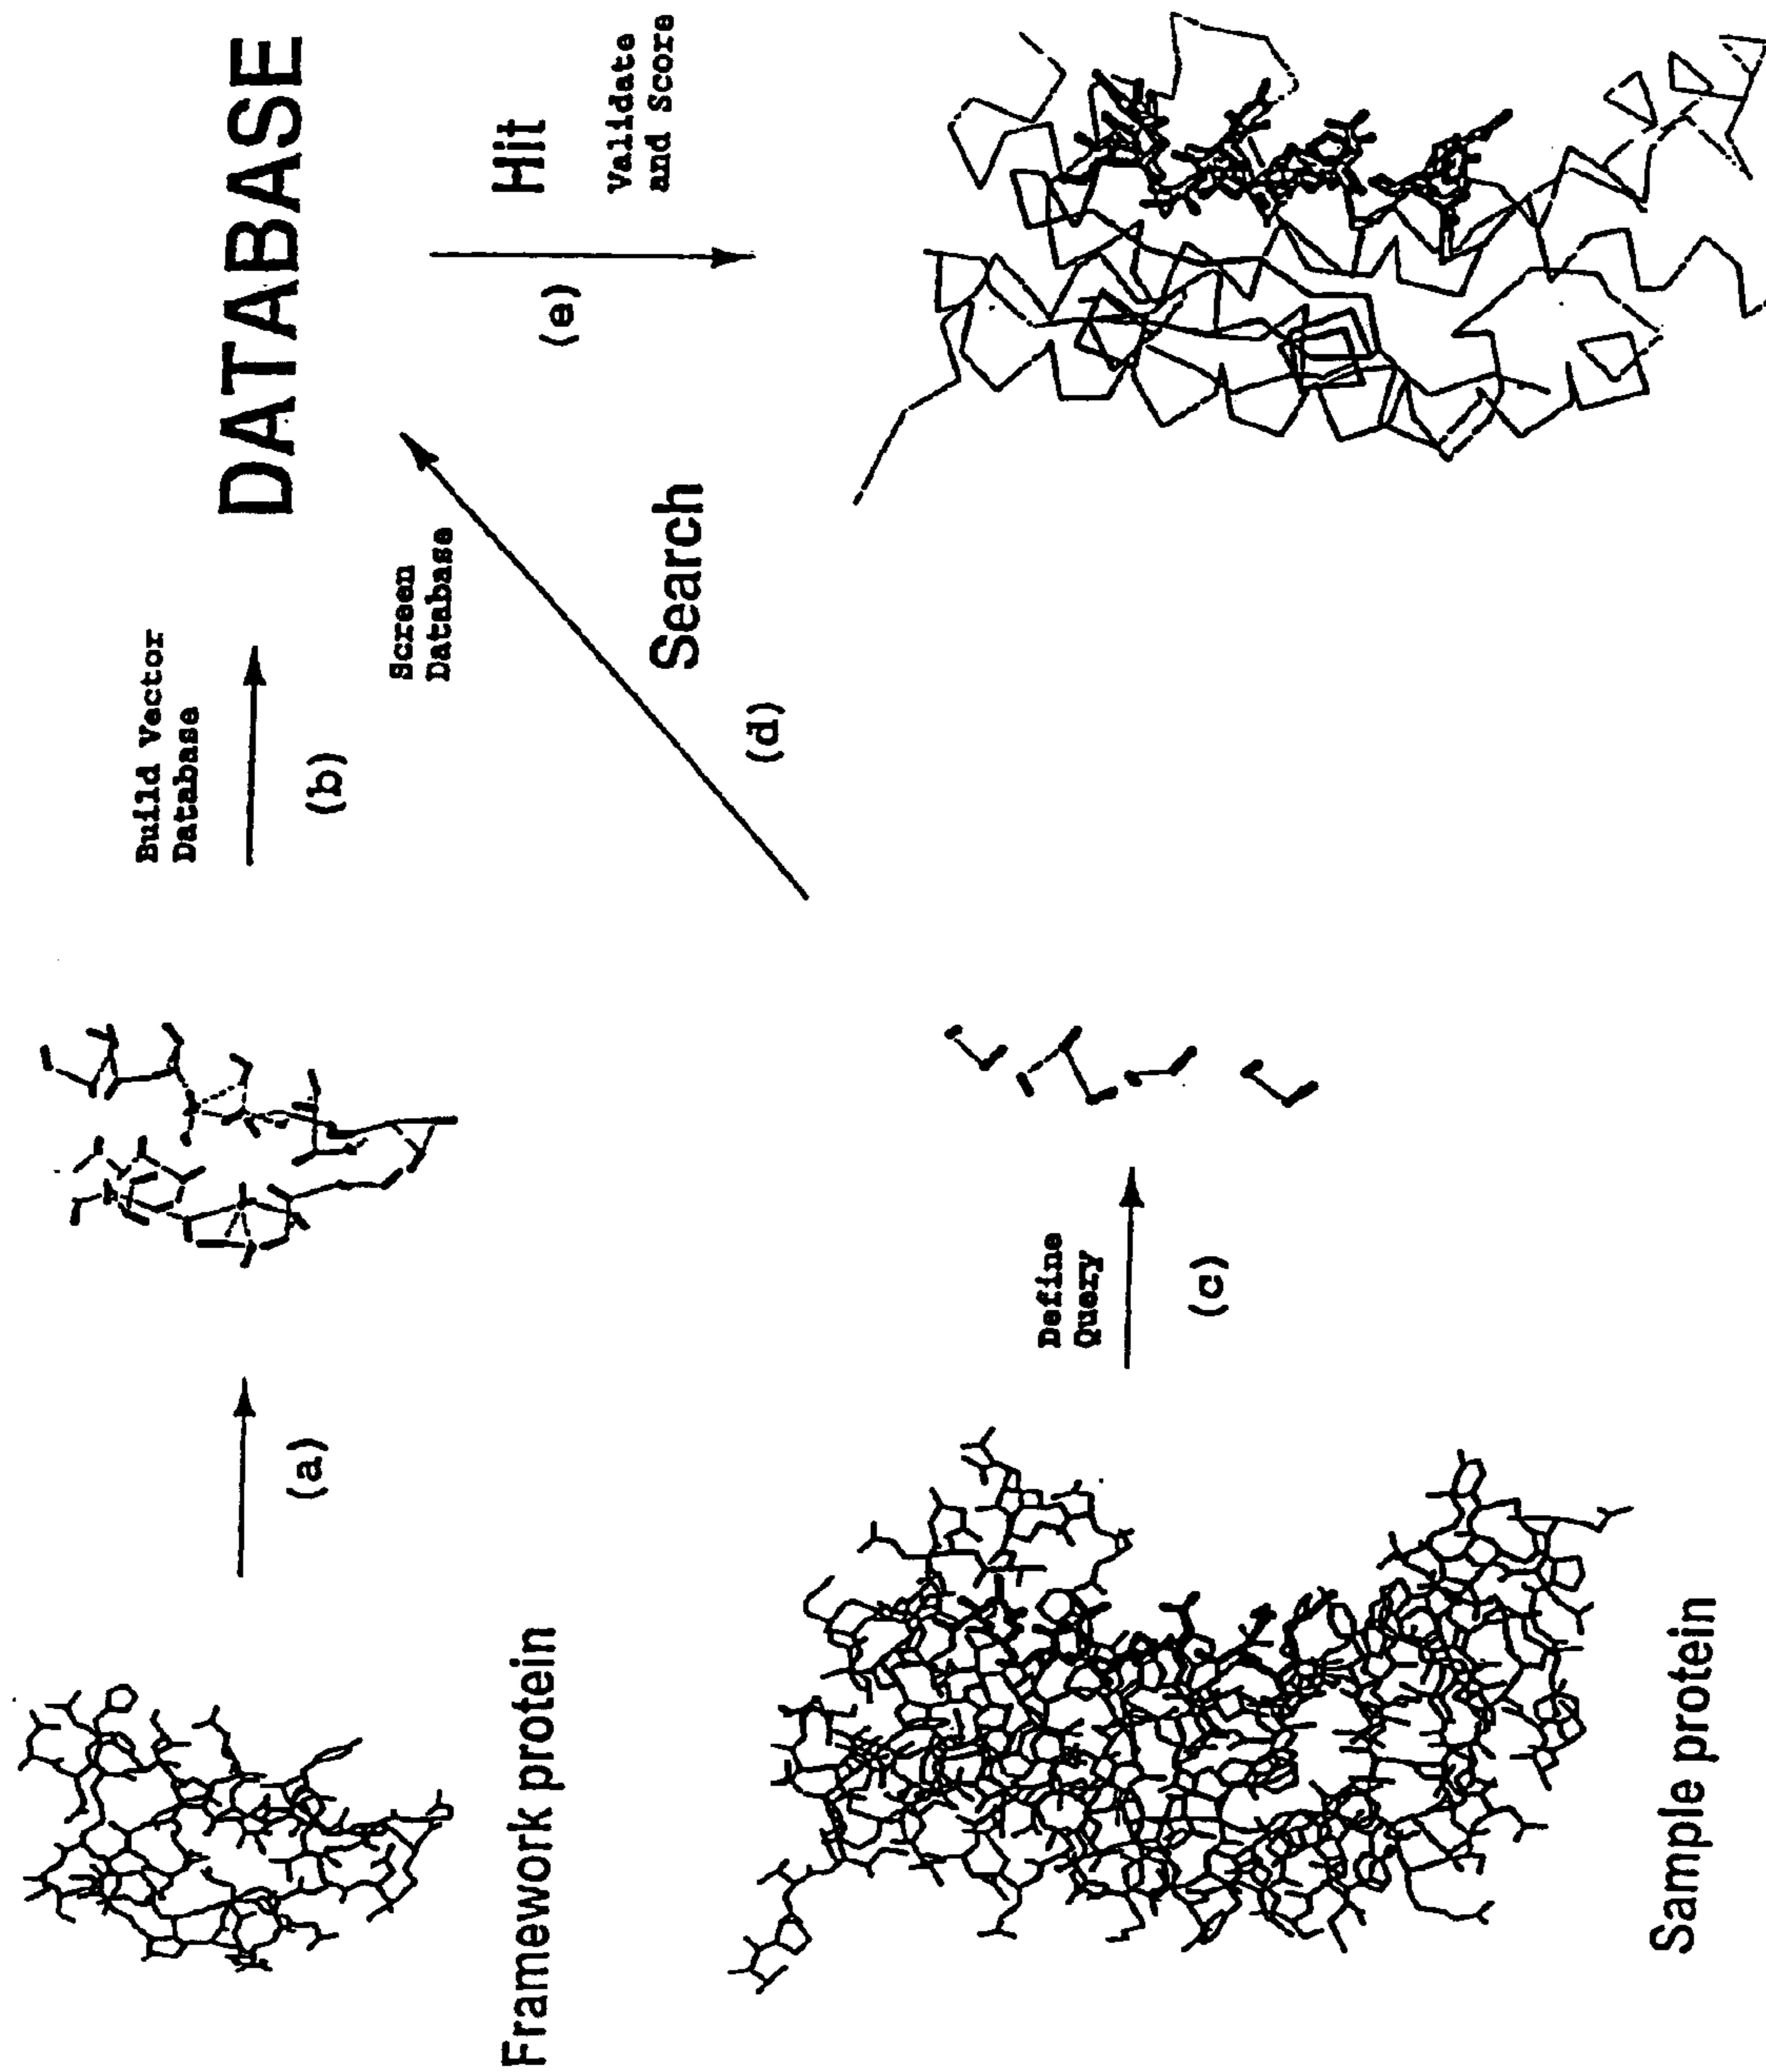 Framework protein
(a)
Build Vector
Database
(b)
DATABASE
Screen
Database
Search
(d)
(e)
Hit
Validate
and Score
Define
Query
(c)
Sample protein